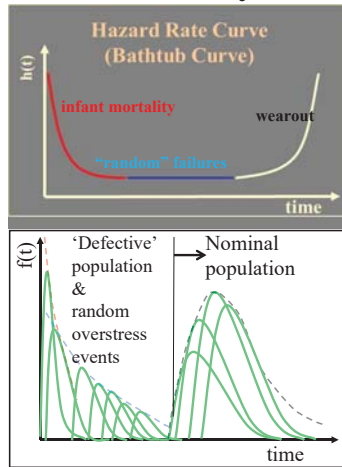 Hazard Rate Curve
(Bathtub Curve)
h(t)
infant mortality
wearout
"random" failures
time
f(t)
'Defective'
population
&
random
overstress
events
Nominal
population
time